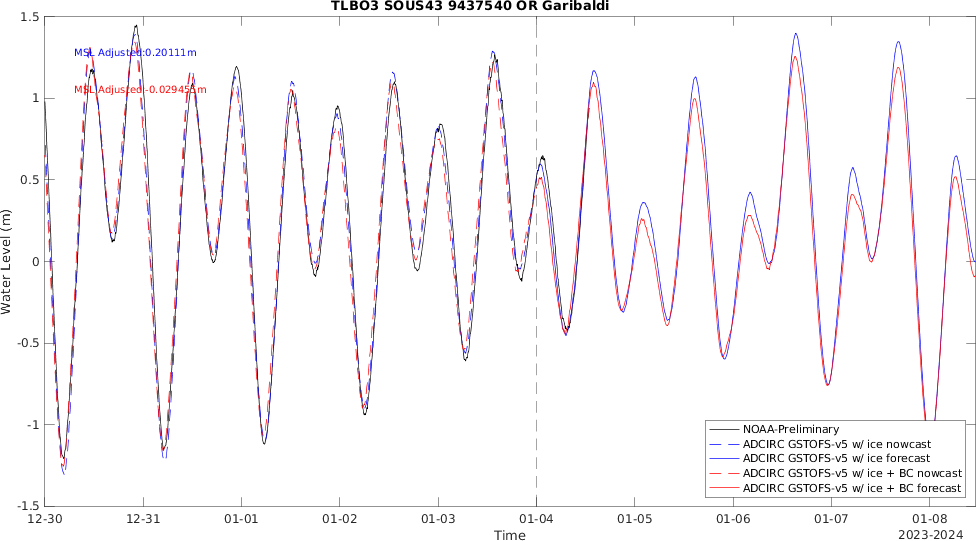 TLBO3 SOUS43 9437540 OR Garibaldi
1.5
MSL Adjusted:0.20111m
MSL Adjusted:-0.029453m
1
0.5
0
-0.5
-1
-1.5
Water Level (m)
NOAA-Preliminary
ADCIRC GSTOFS-v5 w/ ice nowcast
ADCIRC GSTOFS-v5 w/ ice forecast
ADCIRC GSTOFS-v5 w/ ice + BC nowcast
ADCIRC GSTOFS-v5 w/ ice + BC forecast
12-30 12-31 01-01 01-02 01-03 01-04 01-05 01-06 01-07 01-08
Time
2023-2024